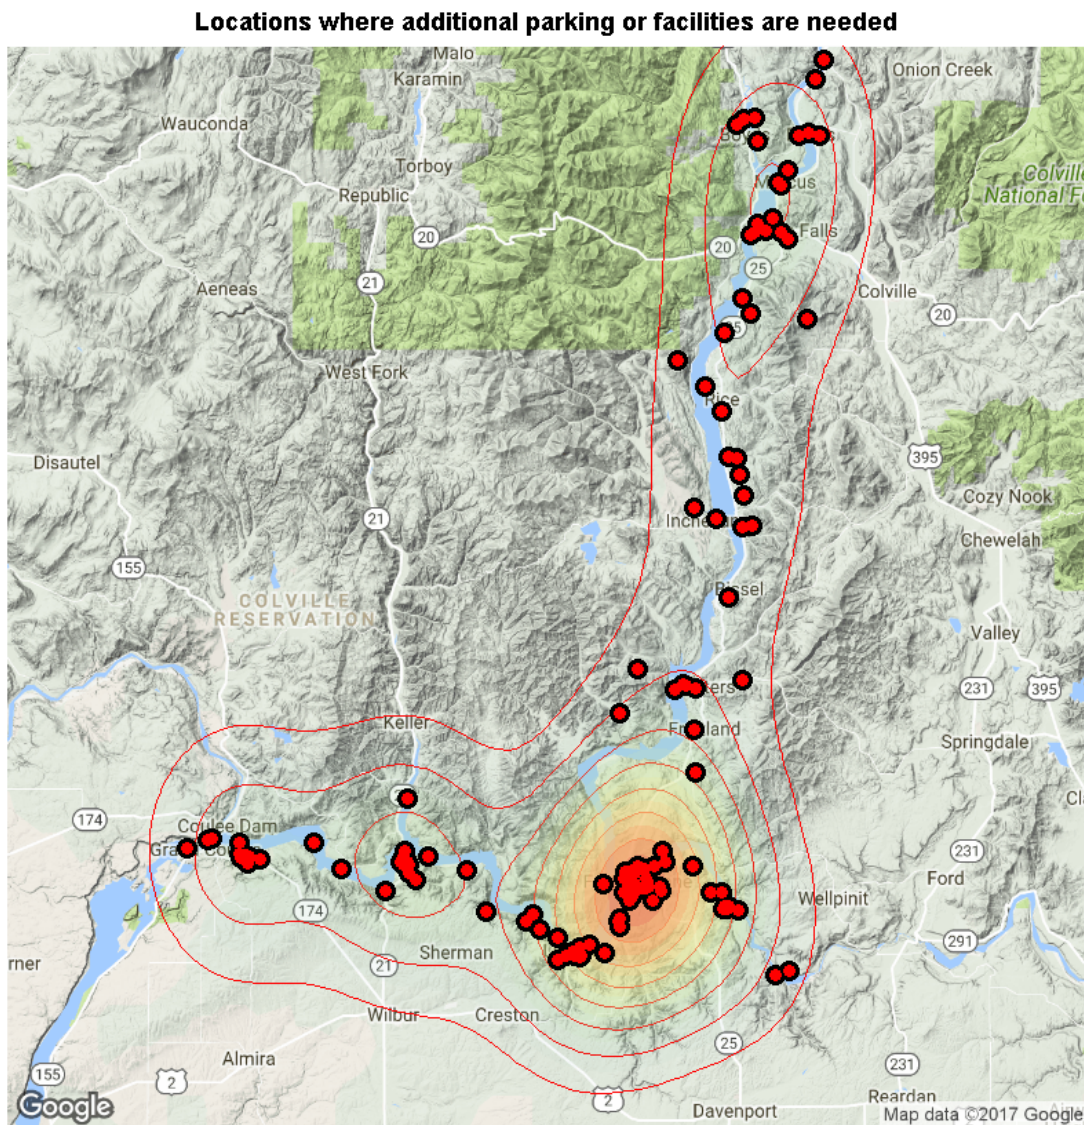 Locations where additional parking or facilities are needed
Malo
Karamin
Onion Creek
Wauconda
Torboy
Republic
Colville
National Fo
20
Falls
20
21
25
Aeneas
Colville
20
West Fork
Rice
Disautel
395
Cozy Nook
21
Chewelah
155
Bissel
COLVILLE
RESERVATION
Valley
231
395
Keller
Springdale
174
Coulee Dam
231
Ford
Wellpinit
174
291
Sherman
21
Wilbur
Creston
25
Almira
231
155
2
2
Reardan
Davenport
Google
Map data ©2017 Google